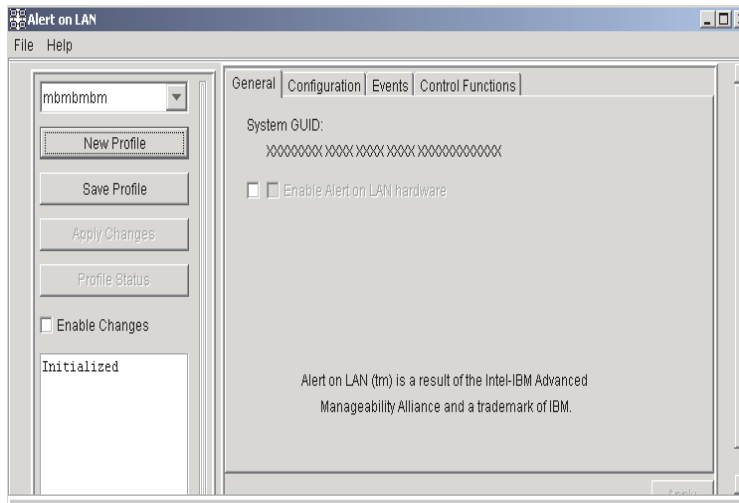 Alert on LAN
File Help
mbmbmbm
New Profile
Save Profile
Apply Changes
Profile Status
Enable Changes
Initialized
General Configuration Events Control Functions
System GUID:
XXXXXXXX XXXX XXXX XXXX XXXXXXXXXXXX
Enable Alert on LAN hardware
Alert on LAN (tm) is a result of the Intel-IBM Advanced
Manageability Alliance and a trademark of IBM.
Apply